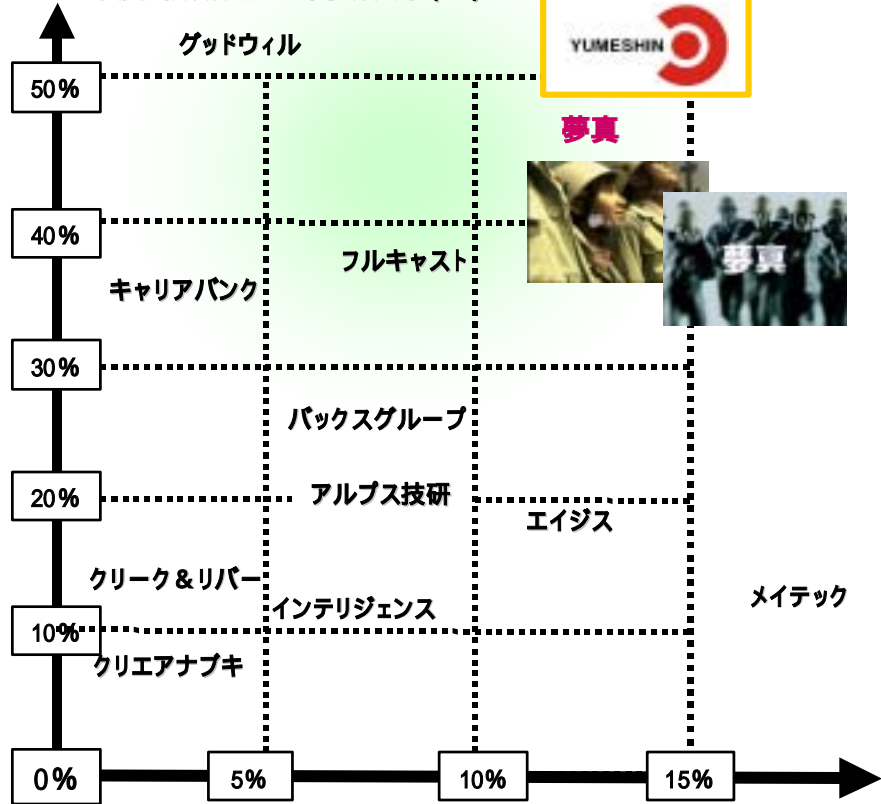 グッドウィル
YUMESHIN
50%
夢真
40%
フルキャスト
夢真
キャリアバンク
30%
バックスグループ
20%
アルプス技研
エイジス
クリーク&リバー
メイテック
インテリジェンス
10%
クリエアナブキ
0%
5%
10%
15%